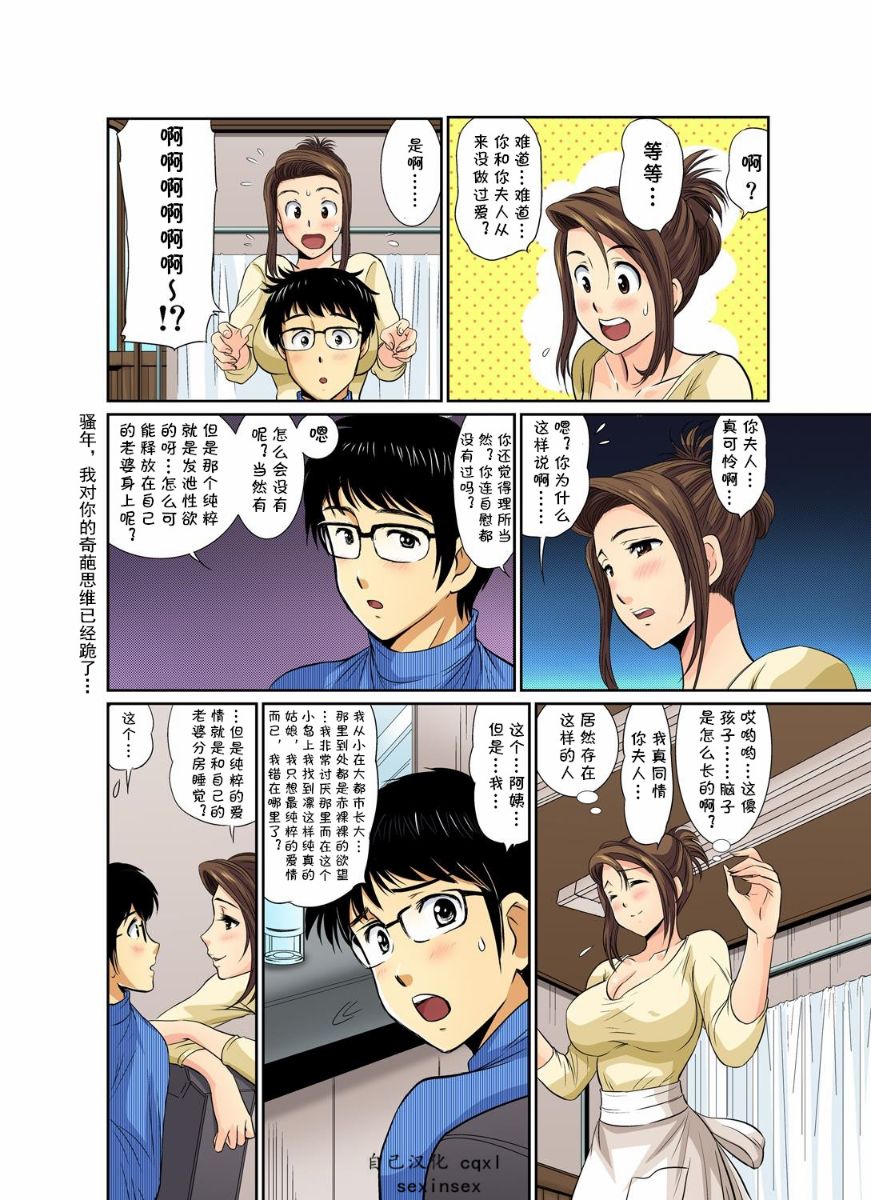 啊？
等等…
难道…难道
你和你夫人从
来没做过爱？
是啊……
啊啊啊啊啊啊～!?
你夫人…
真可怜啊…
嗯？你为什么
这样说啊……
你还觉得理所当
然？你连自慰都
没有过吗？
嗯
怎么会没有
呢？当然有
但是那个纯粹
就是发泄性欲
的呀…怎么可
能释放在自己
的老婆身上呢？
骚年，我对你的奇葩思维已经跪了…
哎哟哟…这傻
孩子……脑子
是怎么长的啊？
我真同情
你夫人…
居然存在
这样的人
这个…阿姨
但是…我…
我从小在大都市长大…
那里到处都是赤裸裸的欲望
…我非常讨厌那里而在这个
小岛上我找到凛这样纯真的
姑娘，我只想最纯粹的爱情
而已，我错在哪里了？
…但是纯粹的爱
情就是和自己的
老婆分房睡觉？
这个…
自己汉化 cqxl
sexinsex